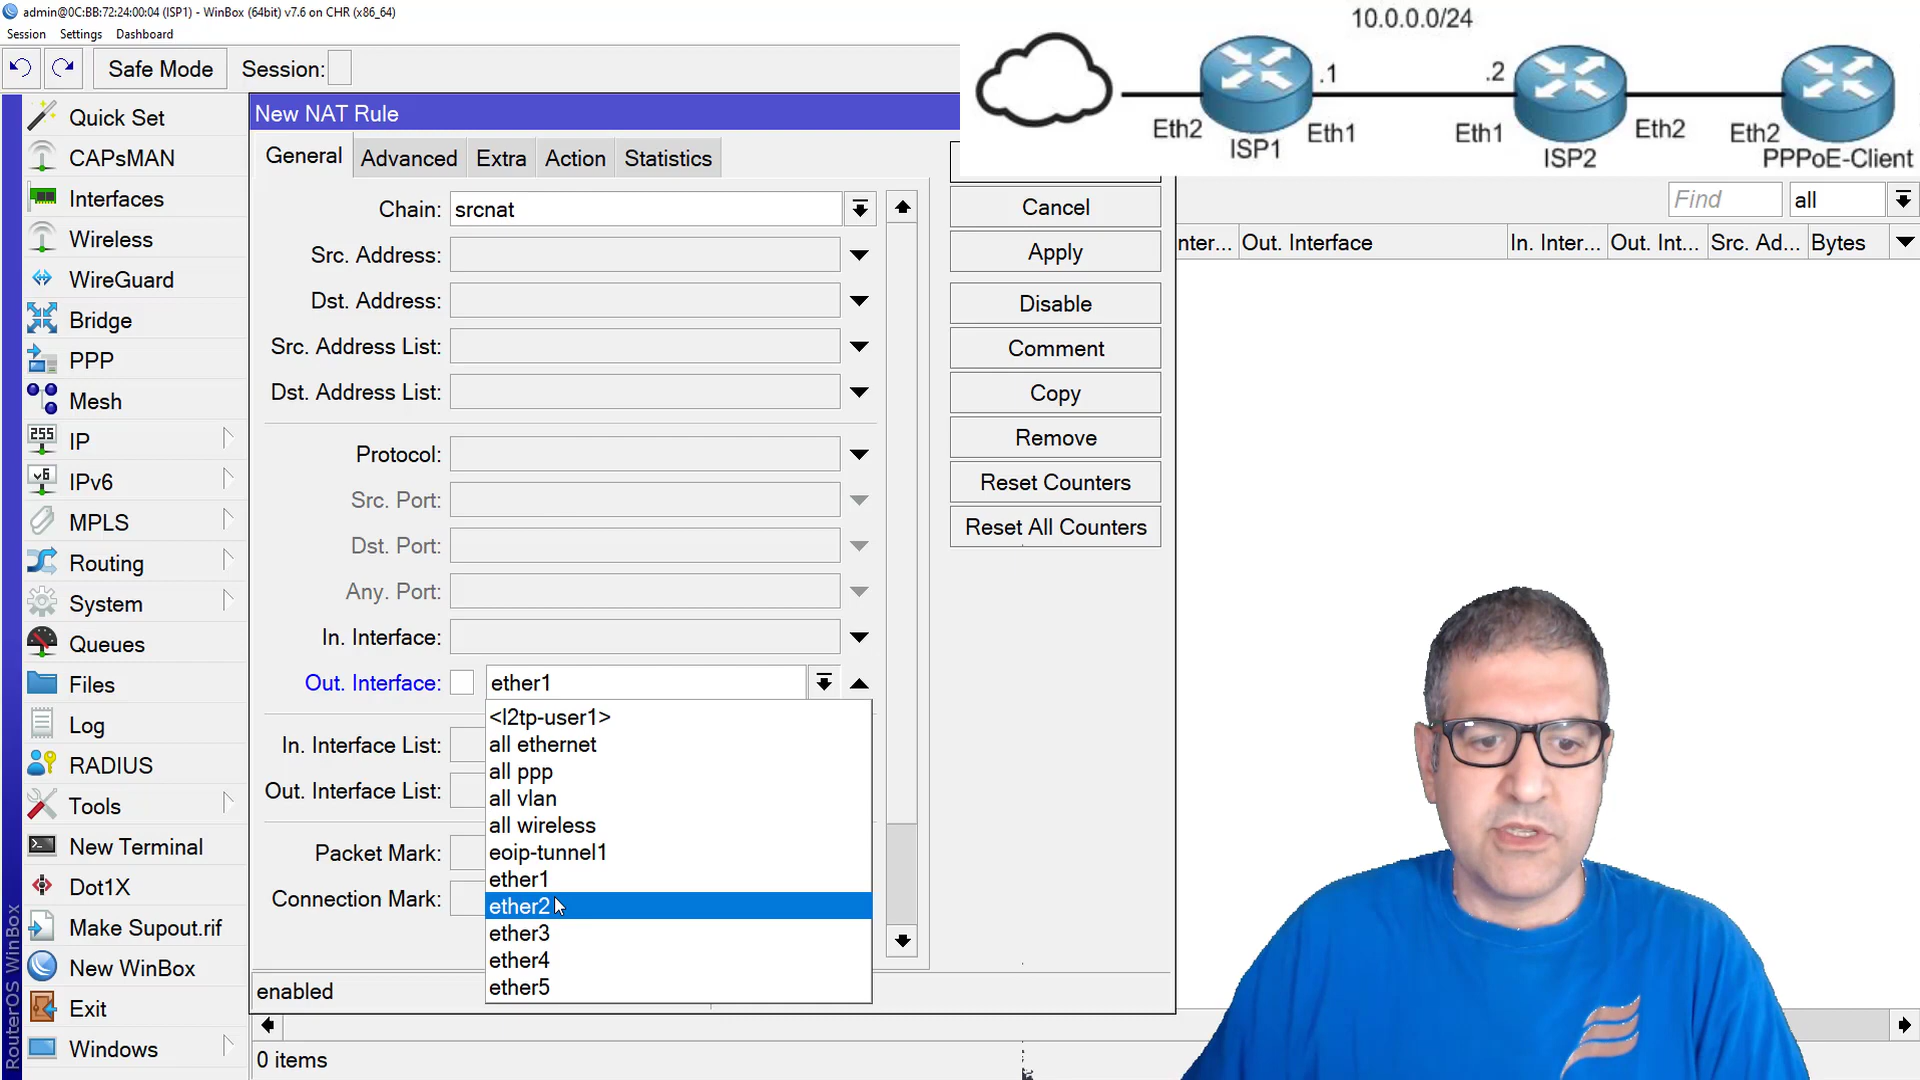 admin@0C:BB:72:24:00:04 (ISP1) - WinBox (64bit) v7.6 on CHR (x86_64)
Session Settings Dashboard
Safe Mode Session:
10.0.0.0/24
.1 .2
Eth2 Eth1 Eth1 Eth2 Eth2
ISP1 ISP2 PPPoE-Client
Quick Set
CAPsMAN
Interfaces
Wireless
WireGuard
Bridge
PPP
Mesh
255 IP
v6 IPv6
MPLS
Routing
System
Queues
Files
Log
RADIUS
Tools
New Terminal
Dot1X
Make Supout.rif
New WinBox
Exit
Windows
RouterOS WinBox
New NAT Rule
General Advanced Extra Action Statistics
Chain: srcnat
Src. Address:
Dst. Address:
Src. Address List:
Dst. Address List:
Protocol:
Src. Port:
Dst. Port:
Any. Port:
In. Interface:
Out. Interface: ether1
<l2tp-user1>
all ethernet
all ppp
all vlan
all wireless
eoip-tunnel1
ether1
ether2
ether3
ether4
ether5
In. Interface List:
Out. Interface List:
Packet Mark:
Connection Mark:
enabled
Cancel
Apply
Disable
Comment
Copy
Remove
Reset Counters
Reset All Counters
Find all
nter... Out. Interface In. Inter... Out. Int... Src. Ad... Bytes
0 items